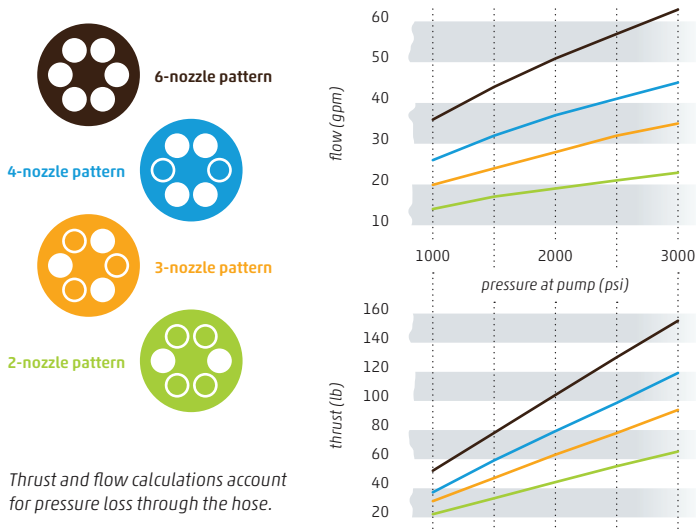 6-nozzle pattern
4-nozzle pattern
3-nozzle pattern
2-nozzle pattern
Thrust and flow calculations account
for pressure loss through the hose.
flow (gpm)
60
50
40
30
20
10
1000
2000
3000
pressure at pump (psi)
thrust (lb)
160
140
120
100
80
60
40
20